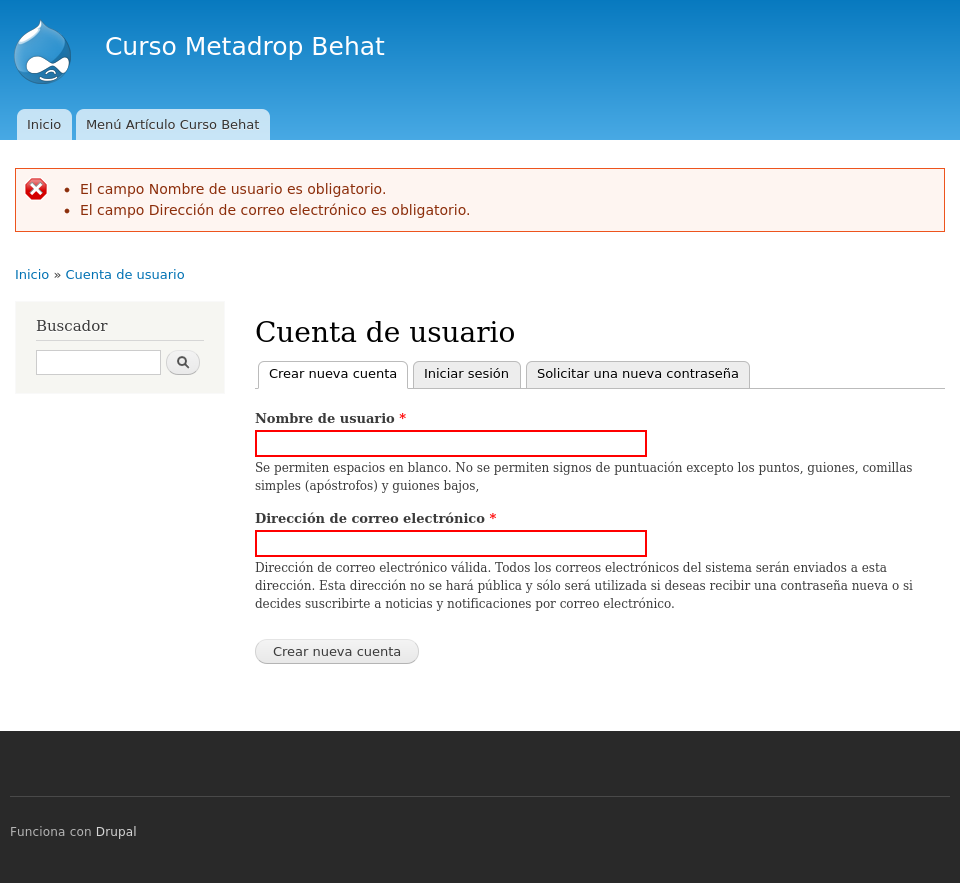 Curso Metadrop Behat
Inicio
Menú Artículo Curso Behat
El campo Nombre de usuario es obligatorio.
El campo Dirección de correo electrónico es obligatorio.
Inicio » Cuenta de usuario
Buscador
Cuenta de usuario
Crear nueva cuenta
Iniciar sesión
Solicitar una nueva contraseña
Nombre de usuario *
Se permiten espacios en blanco. No se permiten signos de puntuación excepto los puntos, guiones, comillas
simples (apóstrofos) y guiones bajos,
Dirección de correo electrónico *
Dirección de correo electrónico válida. Todos los correos electrónicos del sistema serán enviados a esta
dirección. Esta dirección no se hará pública y sólo será utilizada si deseas recibir una contraseña nueva o si
decides suscribirte a noticias y notificaciones por correo electrónico.
Crear nueva cuenta
Funciona con Drupal